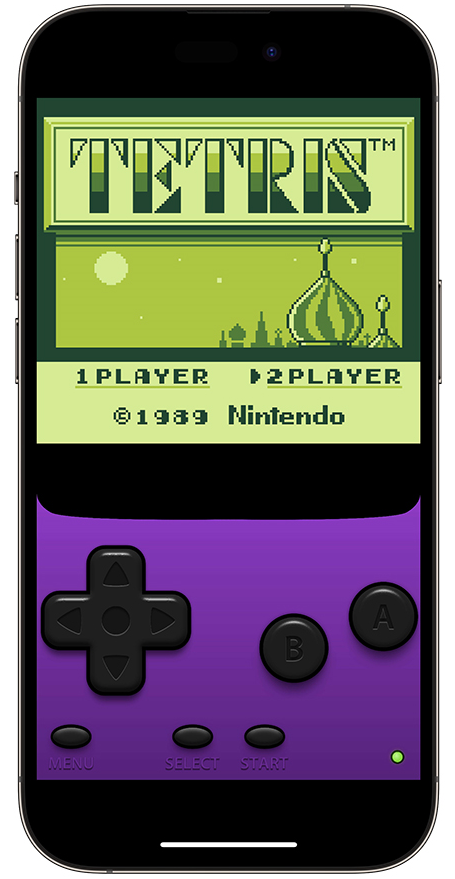 TETRIS™
1PLAYER 2PLAYER
©1989 Nintendo
A
B
MENU SELECT START